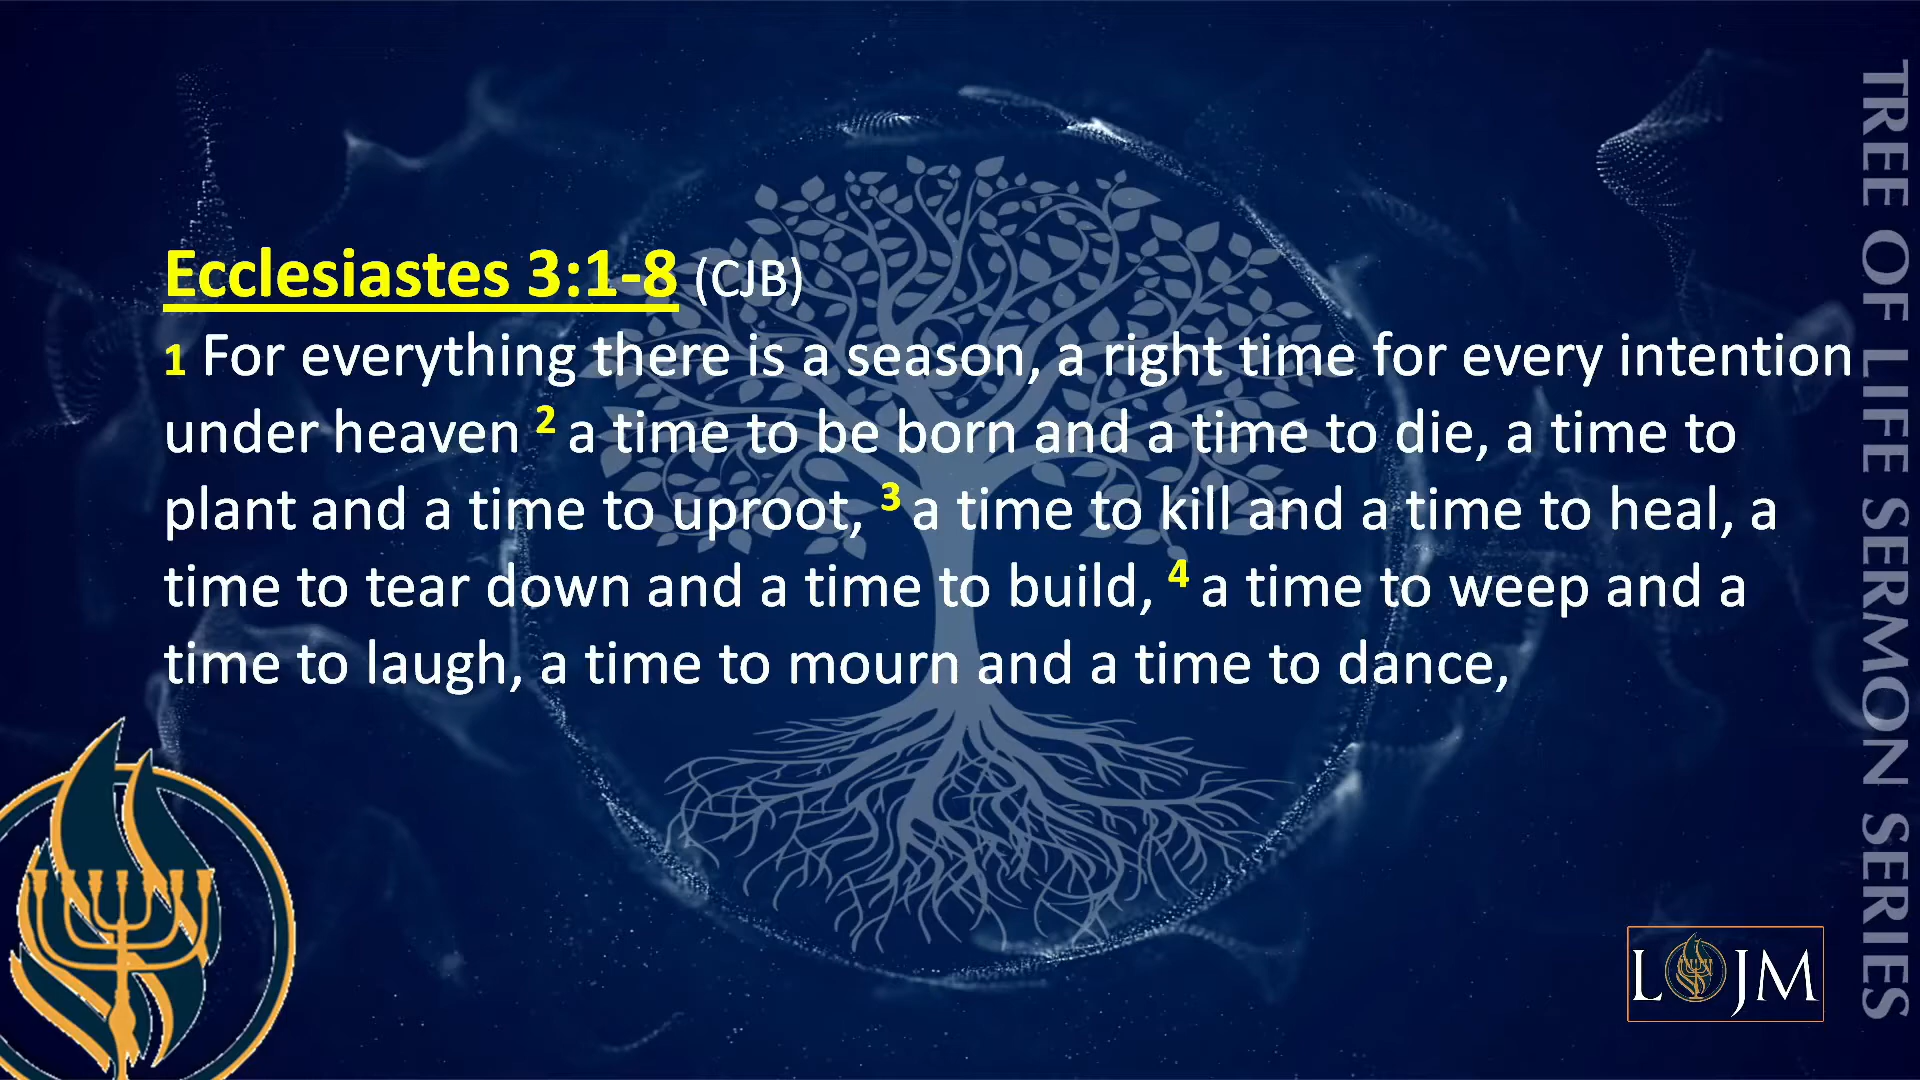 Ecclesiastes 3:1-8 (CJB)
1 For everything there is a season, a right time for every intention
under heaven 2 a time to be born and a time to die, a time to
plant and a time to uproot, 3 a time to kill and a time to heal, a
time to tear down and a time to build, 4 a time to weep and a
time to laugh, a time to mourn and a time to dance,
TREE OF LIFE SERMON SERIES
LOJM